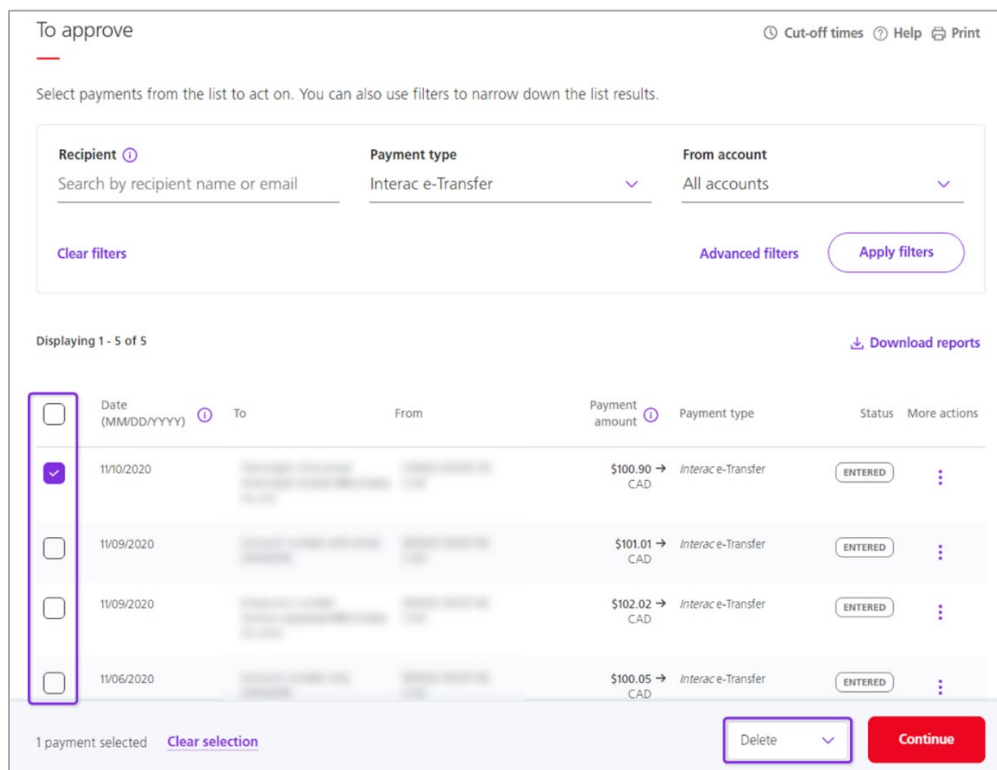 To approve
Cut-off times Help Print
Select payments from the list to act on. You can also use filters to narrow down the list results.
Recipient Payment type From account
Search by recipient name or email Interac e-Transfer All accounts
Clear filters Advanced filters Apply filters
Displaying 1 - 5 of 5 Download reports
Date (MM/DD/YYYY) To From Payment amount Payment type Status More actions
11/10/2020 $100.90 → CAD Interac e-Transfer ENTERED
11/09/2020 $101.01 → CAD Interac e-Transfer ENTERED
11/09/2020 $102.02 → CAD Interac e-Transfer ENTERED
11/06/2020 $100.05 → CAD Interac e-Transfer ENTERED
1 payment selected Clear selection Delete Continue